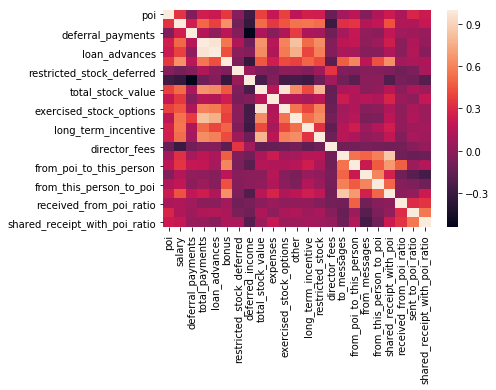 poi
deferral_payments
loan_advances
restricted_stock_deferred
total_stock_value
exercised_stock_options
long_term_incentive
director_fees
from_poi_to_this_person
from_this_person_to_poi
received_from_poi_ratio
shared_receipt_with_poi_ratio
poi
salary
deferral_payments
total_payments
loan_advances
bonus
restricted_stock_deferred
deferred_income
total_stock_value
expenses
exercised_stock_options
other
long_term_incentive
restricted_stock
director_fees
to_messages
from_poi_to_this_person
from_messages
from_this_person_to_poi
shared_receipt_with_poi
received_from_poi_ratio
sent_to_poi_ratio
shared_receipt_with_poi_ratio
0.9
0.6
0.3
0.0
−0.3